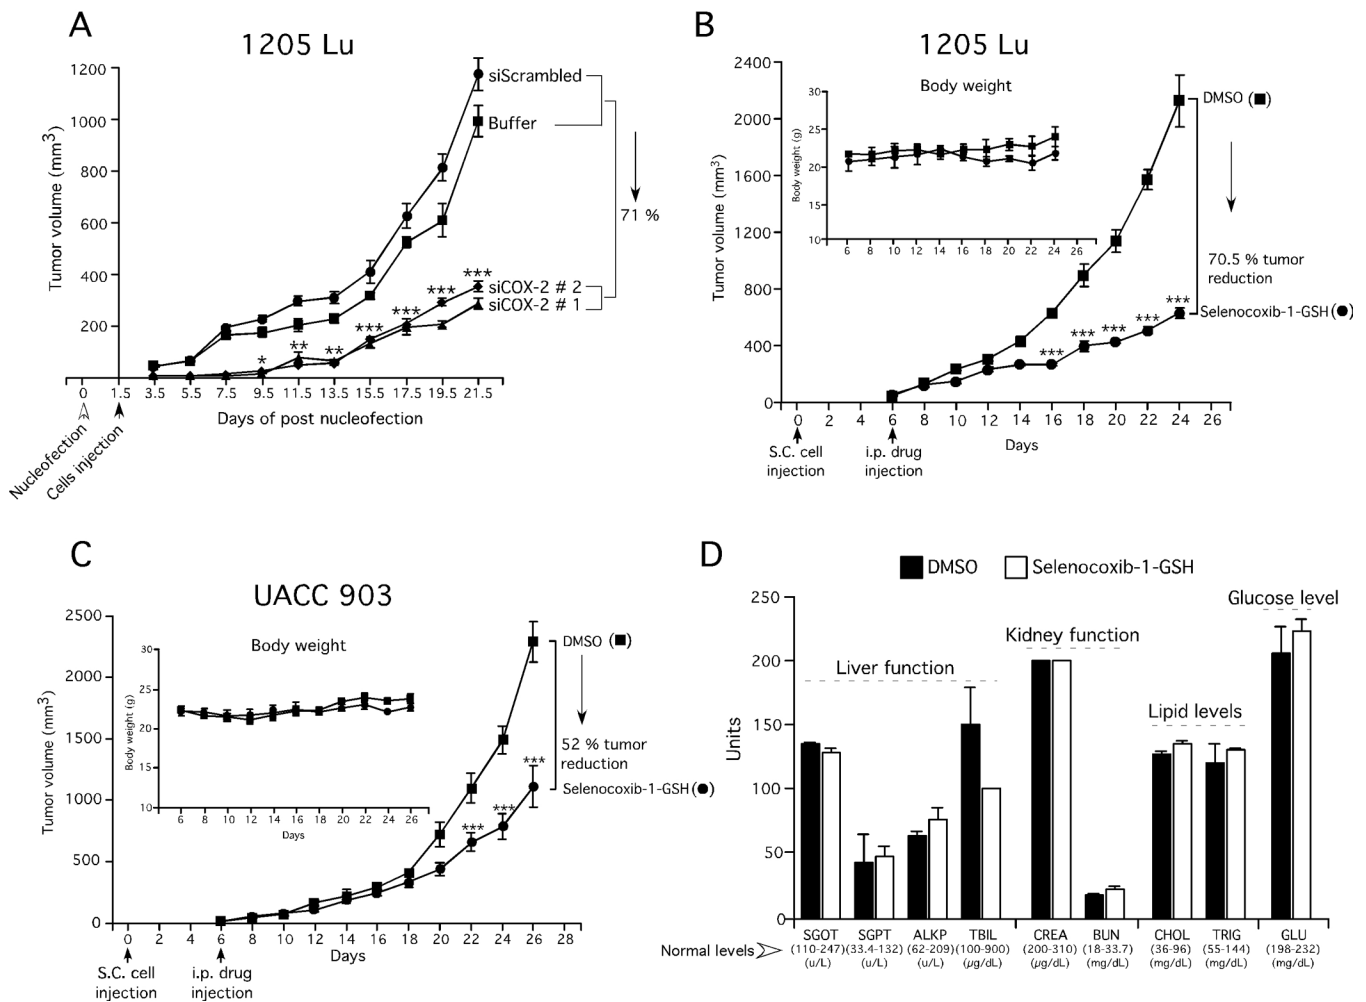 A
1205 Lu
Tumor volume (mm3)
1200
1000
800
600
400
200
siScrambled
Buffer
71 %
siCOX-2 # 2
siCOX-2 # 1
*
**
**
***
***
***
***
0 1.5 3.5 5.5 7.5 9.5 11.5 13.5 15.5 17.5 19.5 21.5
Days of post nucleofection
Nucleofection
Cells injection
B
1205 Lu
Tumor volume (mm3)
2400
2000
1600
1200
800
400
0
Body weight
Body weight (g)
30
25
20
15
10
6 8 10 12 14 16 18 20 22 24 26
DMSO (■)
70.5 % tumor
reduction
Selenocoxib-1-GSH (●)
***
***
***
***
***
0 2 4 6 8 10 12 14 16 18 20 22 24 26
Days
S.C. cell
injection
i.p. drug
injection
C
UACC 903
Tumor volume (mm3)
2500
2000
1500
1000
500
0
Body weight
Body weight (g)
30
25
20
15
10
6 8 10 12 14 16 18 20 22 24 26
Days
DMSO (■)
52 % tumor
reduction
Selenocoxib-1-GSH (●)
***
***
***
0 2 4 6 8 10 12 14 16 18 20 22 24 26 28
Days
S.C. cell
injection
i.p. drug
injection
D
DMSO Selenocoxib-1-GSH
Units
250
200
150
100
50
0
Liver function
Kidney function
Lipid levels
Glucose level
SGOT SGPT ALKP TBIL CREA BUN CHOL TRIG GLU
Normal levels (110-247) (33.4-132) (62-209) (100-900) (200-310) (18-33.7) (36-96) (55-144) (198-232)
(u/L) (u/L) (u/L) (μg/dL) (μg/dL) (mg/dL) (mg/dL) (mg/dL) (mg/dL)